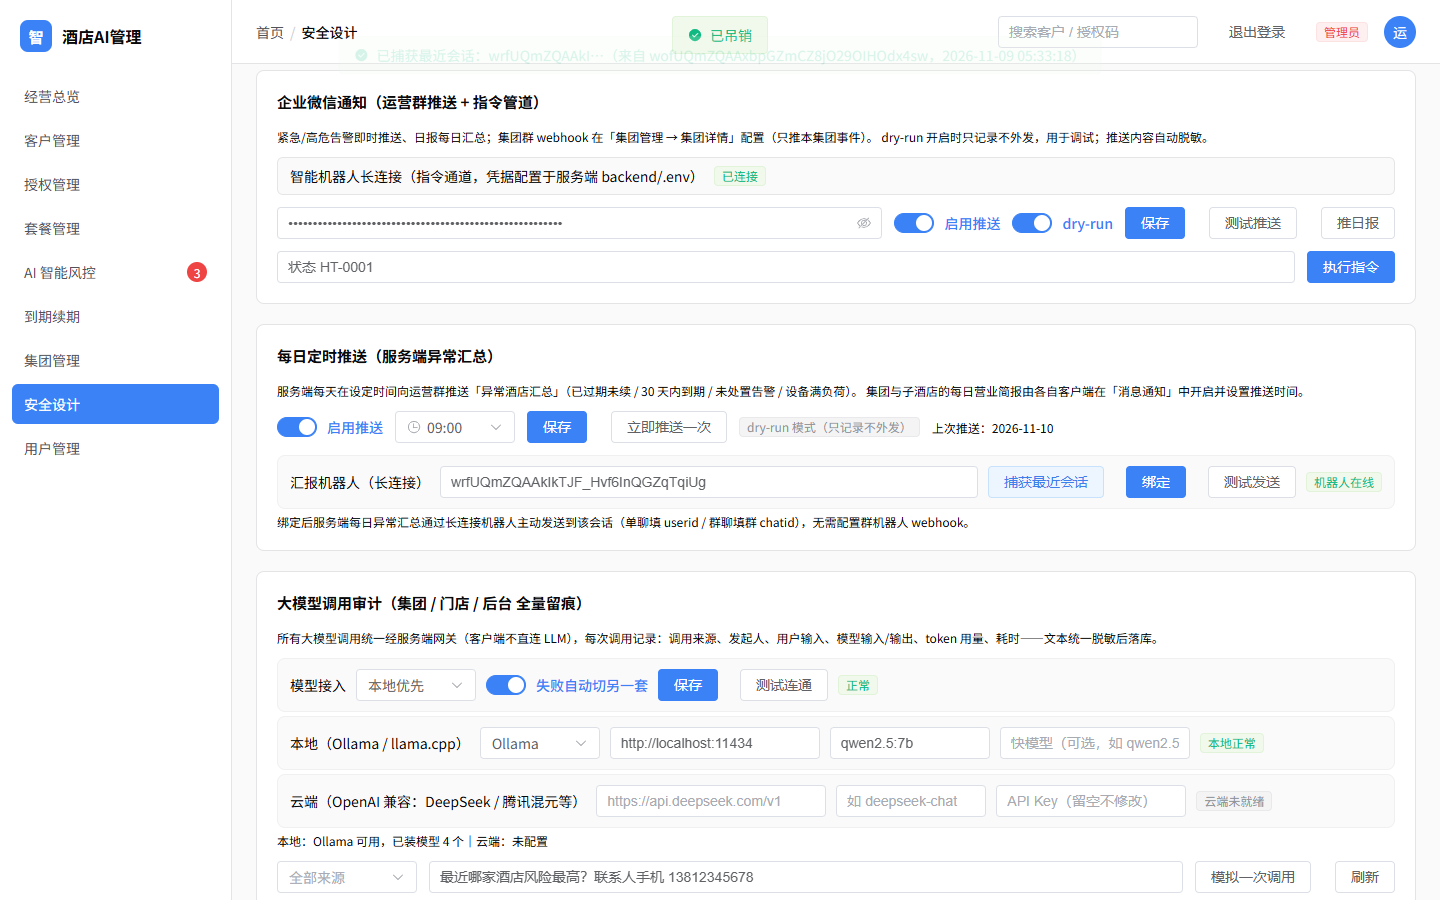 智 酒店AI管理
首页 / 安全设计
已吊销
搜索客户 / 授权码
退出登录
管理员
运
已捕获最近会话：wrfUQmZQAAkI…（来自 wofUQmZQAAxbpGZmCZ8jO29OIHOdx4sw，2026-11-09 05:33:18）
经营总览
客户管理
授权管理
套餐管理
AI 智能风控 3
到期续期
集团管理
安全设计
用户管理
企业微信通知（运营群推送 + 指令管道）
紧急/高危告警即时推送、日报每日汇总；集团群 webhook 在「集团管理 → 集团详情」配置（只推本集团事件）。 dry-run 开启时只记录不外发，用于调试；推送内容自动脱敏。
智能机器人长连接（指令通道，凭据配置于服务端 backend/.env） 已连接
启用推送 dry-run 保存 测试推送 推日报
状态 HT-0001 执行指令
每日定时推送（服务端异常汇总）
服务端每天在设定时间向运营群推送「异常酒店汇总」（已过期未续 / 30 天内到期 / 未处置告警 / 设备满负荷）。 集团与子酒店的每日营业简报由各自客户端在「消息通知」中开启并设置推送时间。
启用推送 09:00 保存 立即推送一次 dry-run 模式（只记录不外发） 上次推送：2026-11-10
汇报机器人（长连接） wrfUQmZQAAkIkTJF_Hvf6InQGZqTqiUg 捕获最近会话 绑定 测试发送 机器人在线
绑定后服务端每日异常汇总通过长连接机器人主动发送到该会话（单聊填 userid / 群聊填群 chatid），无需配置群机器人 webhook。
大模型调用审计（集团 / 门店 / 后台 全量留痕）
所有大模型调用统一经服务端网关（客户端不直连 LLM），每次调用记录：调用来源、发起人、用户输入、模型输入/输出、token 用量、耗时——文本统一脱敏后落库。
模型接入 本地优先 失败自动切另一套 保存 测试连通 正常
本地（Ollama / llama.cpp） Ollama http://localhost:11434 qwen2.5:7b 快模型（可选，如 qwen2.5 本地正常
云端（OpenAI 兼容：DeepSeek / 腾讯混元等） https://api.deepseek.com/v1 如 deepseek-chat API Key（留空不修改） 云端未就绪
本地：Ollama 可用，已装模型 4 个｜云端：未配置
全部来源 最近哪家酒店风险最高？联系人手机 13812345678 模拟一次调用 刷新